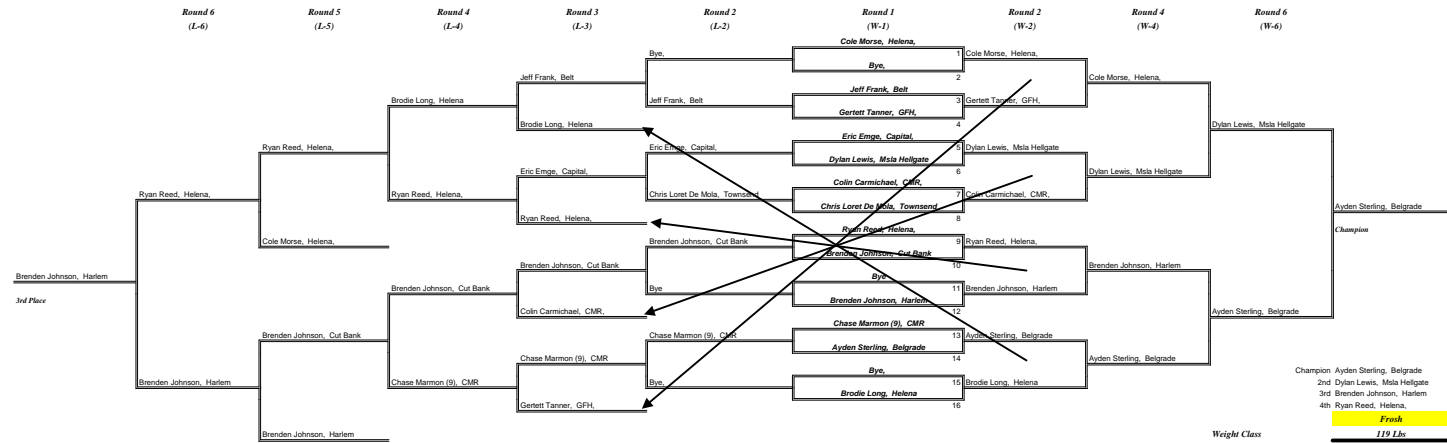 Round 6 Round 5 Round 4 Round 3 Round 2 Round 1 Round 2 Round 4 Round 6
(L-6) (L-5) (L-4) (L-3) (L-2) (W-1) (W-2) (W-4) (W-6)
Cole Morse, Helena,
Bye, 1 Cole Morse, Helena,
Bye,
2
Jeff Frank, Belt Cole Morse, Helena,
Jeff Frank, Belt
Brodie Long, Helena Jeff Frank, Belt 3 Gertett Tanner, GFH,
Gertett Tanner, GFH,
4
Brodie Long, Helena Dylan Lewis, Msla Hellgate
Eric Emge, Capital,
Ryan Reed, Helena, Eric Emge, Capital, 5 Dylan Lewis, Msla Hellgate
Dylan Lewis, Msla Hellgate
6
Eric Emge, Capital, Dylan Lewis, Msla Hellgate
Colin Carmichael, CMR,
Ryan Reed, Helena, Ryan Reed, Helena, Chris Loret De Mola, Townsend 7 Colin Carmichael, CMR,
Chris Loret De Mola, Townsend Ayden Sterling, Belgrade
8
Ryan Reed, Helena,
Ryan Reed, Helena, Champion
Cole Morse, Helena, Brenden Johnson, Cut Bank 9 Ryan Reed, Helena,
Brenden Johnson, Cut Bank
10
Brenden Johnson, Cut Bank Brenden Johnson, Harlem
Brenden Johnson, Harlem Bye
Brenden Johnson, Cut Bank Bye 11 Brenden Johnson, Harlem
3rd Place Brenden Johnson, Harlem
12
Colin Carmichael, CMR, Ayden Sterling, Belgrade
Chase Marmon (9), CMR
Brenden Johnson, Cut Bank Chase Marmon (9), CMR 13 Ayden Sterling, Belgrade
Ayden Sterling, Belgrade
14
Chase Marmon (9), CMR Ayden Sterling, Belgrade
Bye, Champion Ayden Sterling, Belgrade
Brenden Johnson, Harlem Chase Marmon (9), CMR Bye, 15 Brodie Long, Helena 2nd Dylan Lewis, Msla Hellgate
Brodie Long, Helena 3rd Brenden Johnson, Harlem
Gertett Tanner, GFH, 16 4th Ryan Reed, Helena,
Frosh
Brenden Johnson, Harlem Weight Class 119 Lbs